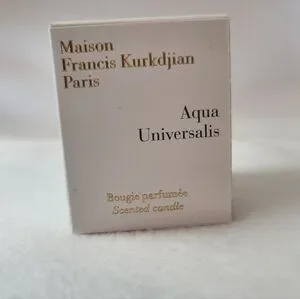 Maison
Francis Kurkdjian
Paris
Aqua
Universalis
Bougie parfumée
Scented candle